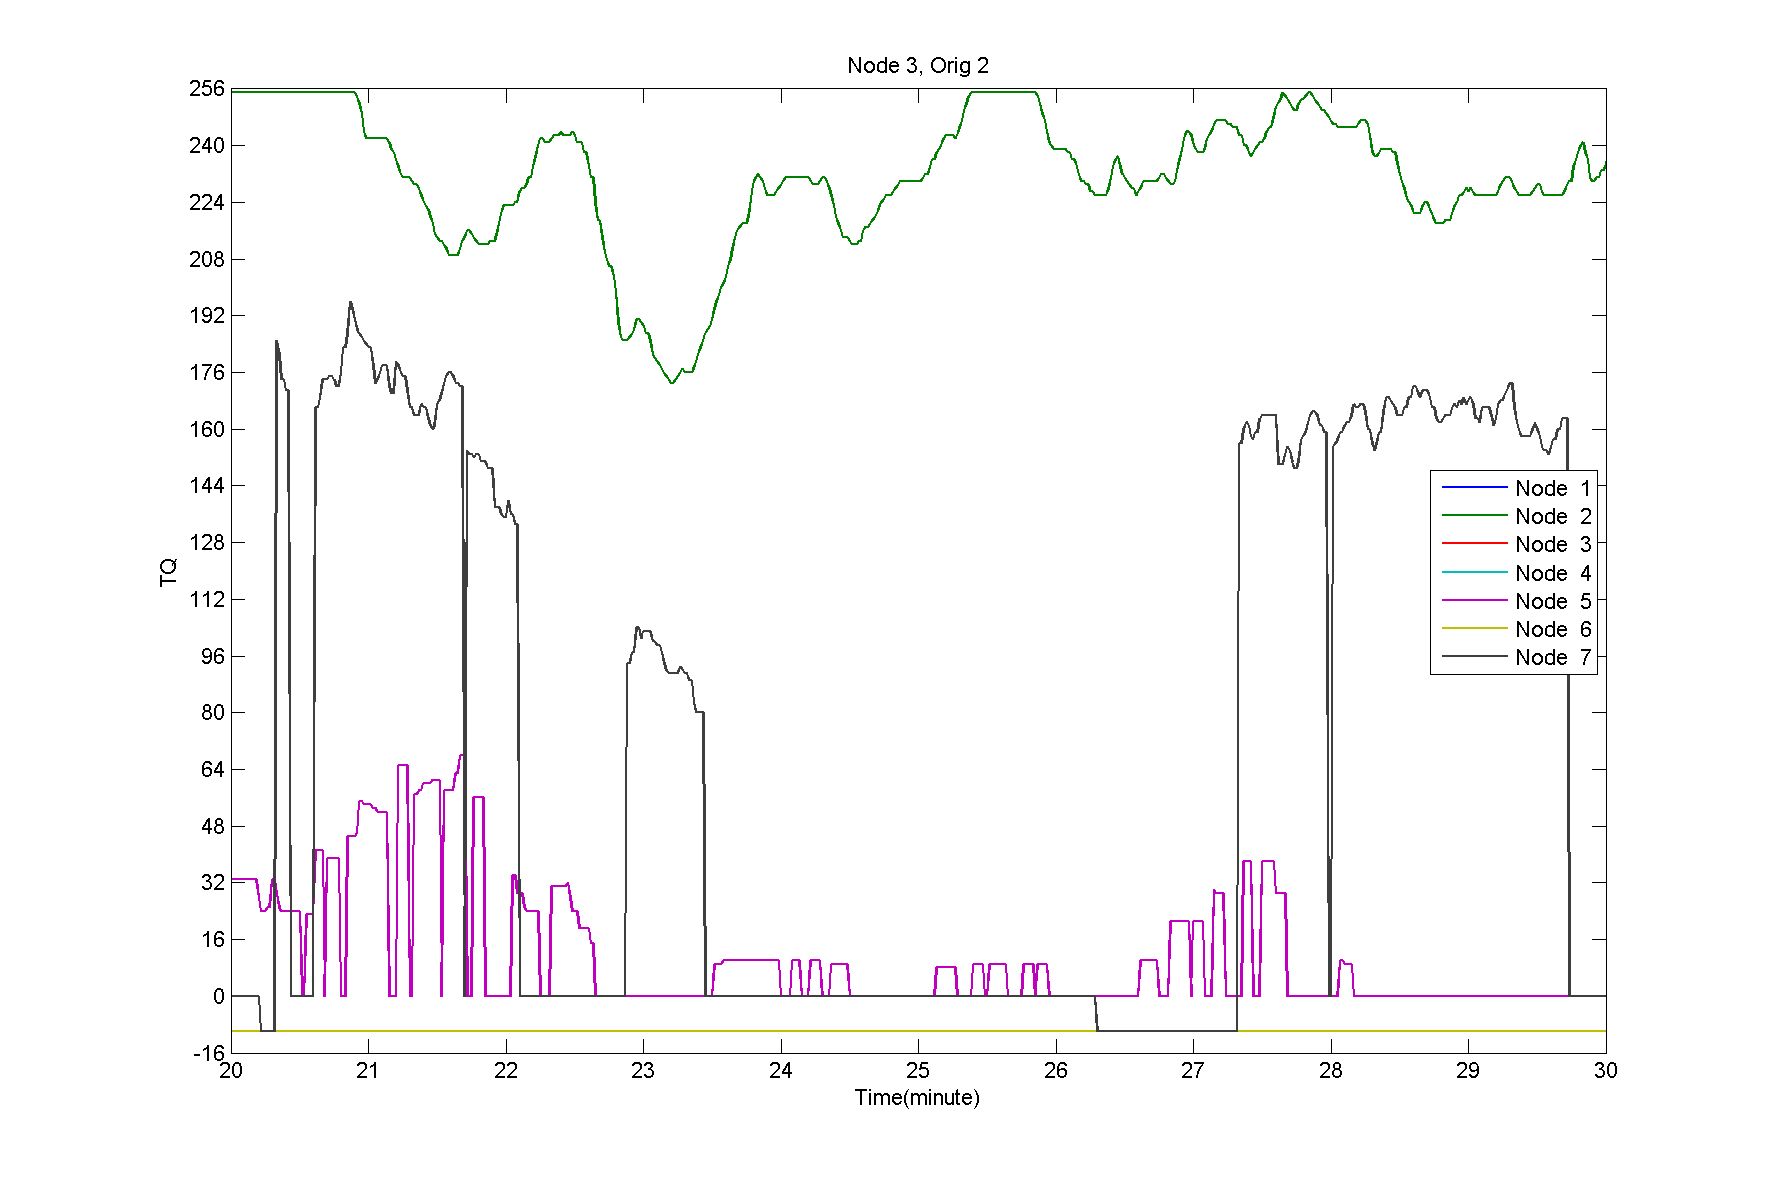 Node 3, Orig 2
256
240
224
208
192
176
160
144
128
112
96
80
64
48
32
16
0
-16
TQ
Node 1
Node 2
Node 3
Node 4
Node 5
Node 6
Node 7
20 21 22 23 24 25 26 27 28 29 30
Time(minute)